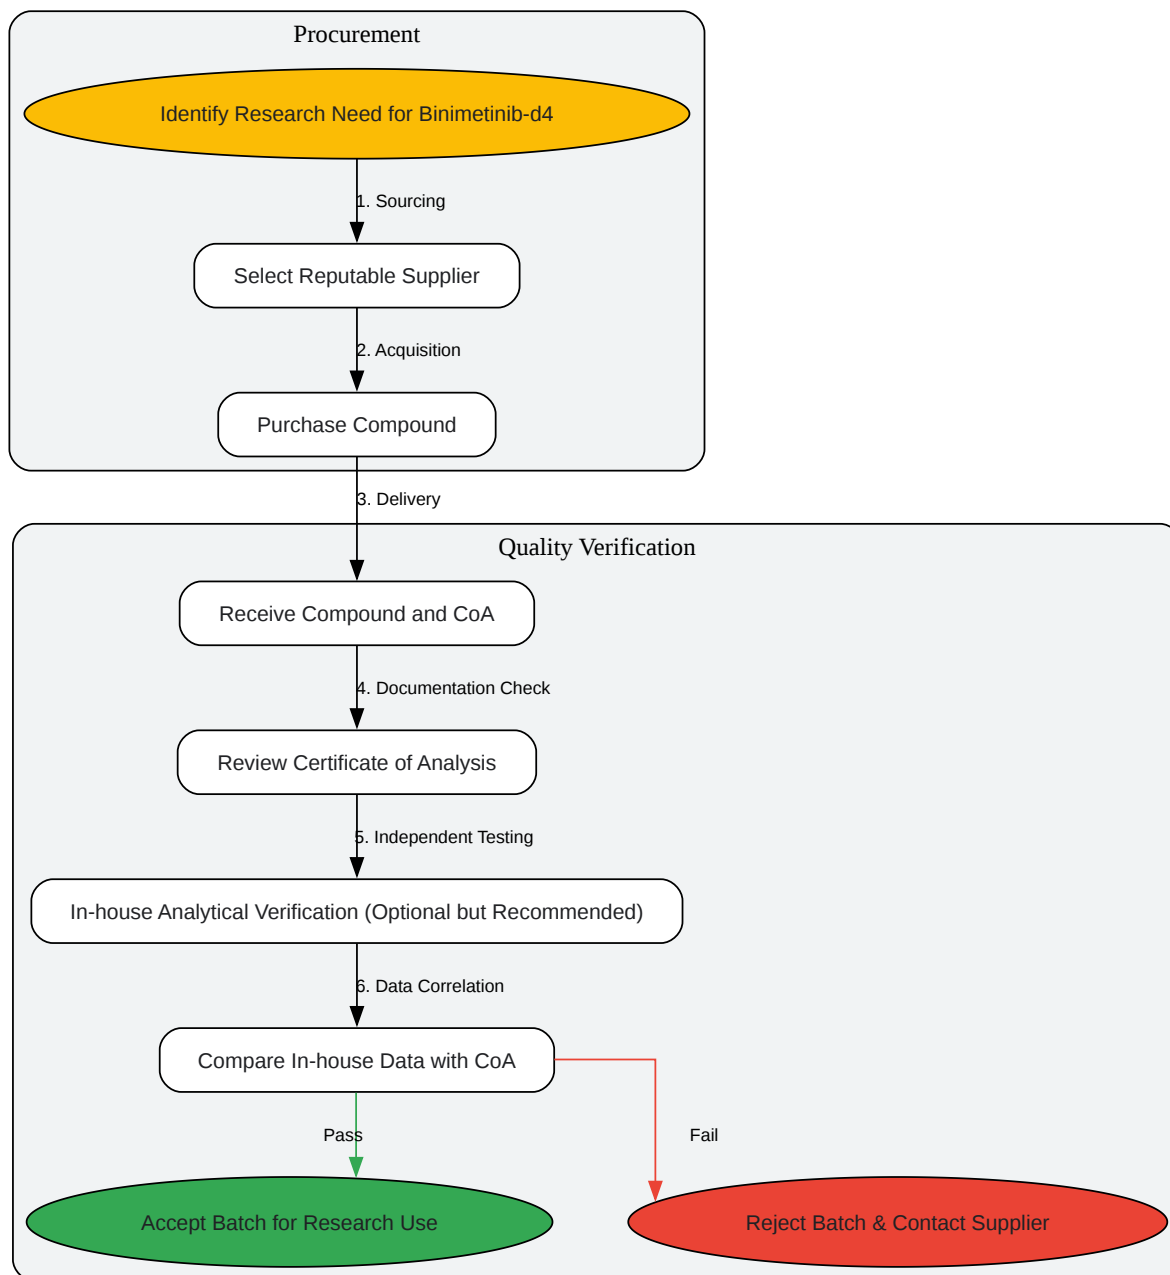 Procurement
Identify Research Need for Binimetinib-d4
1. Sourcing
Select Reputable Supplier
2. Acquisition
Purchase Compound
3. Delivery
Quality Verification
Receive Compound and CoA
4. Documentation Check
Review Certificate of Analysis
5. Independent Testing
In-house Analytical Verification (Optional but Recommended)
6. Data Correlation
Compare In-house Data with CoA
Pass
Fail
Accept Batch for Research Use
Reject Batch & Contact Supplier